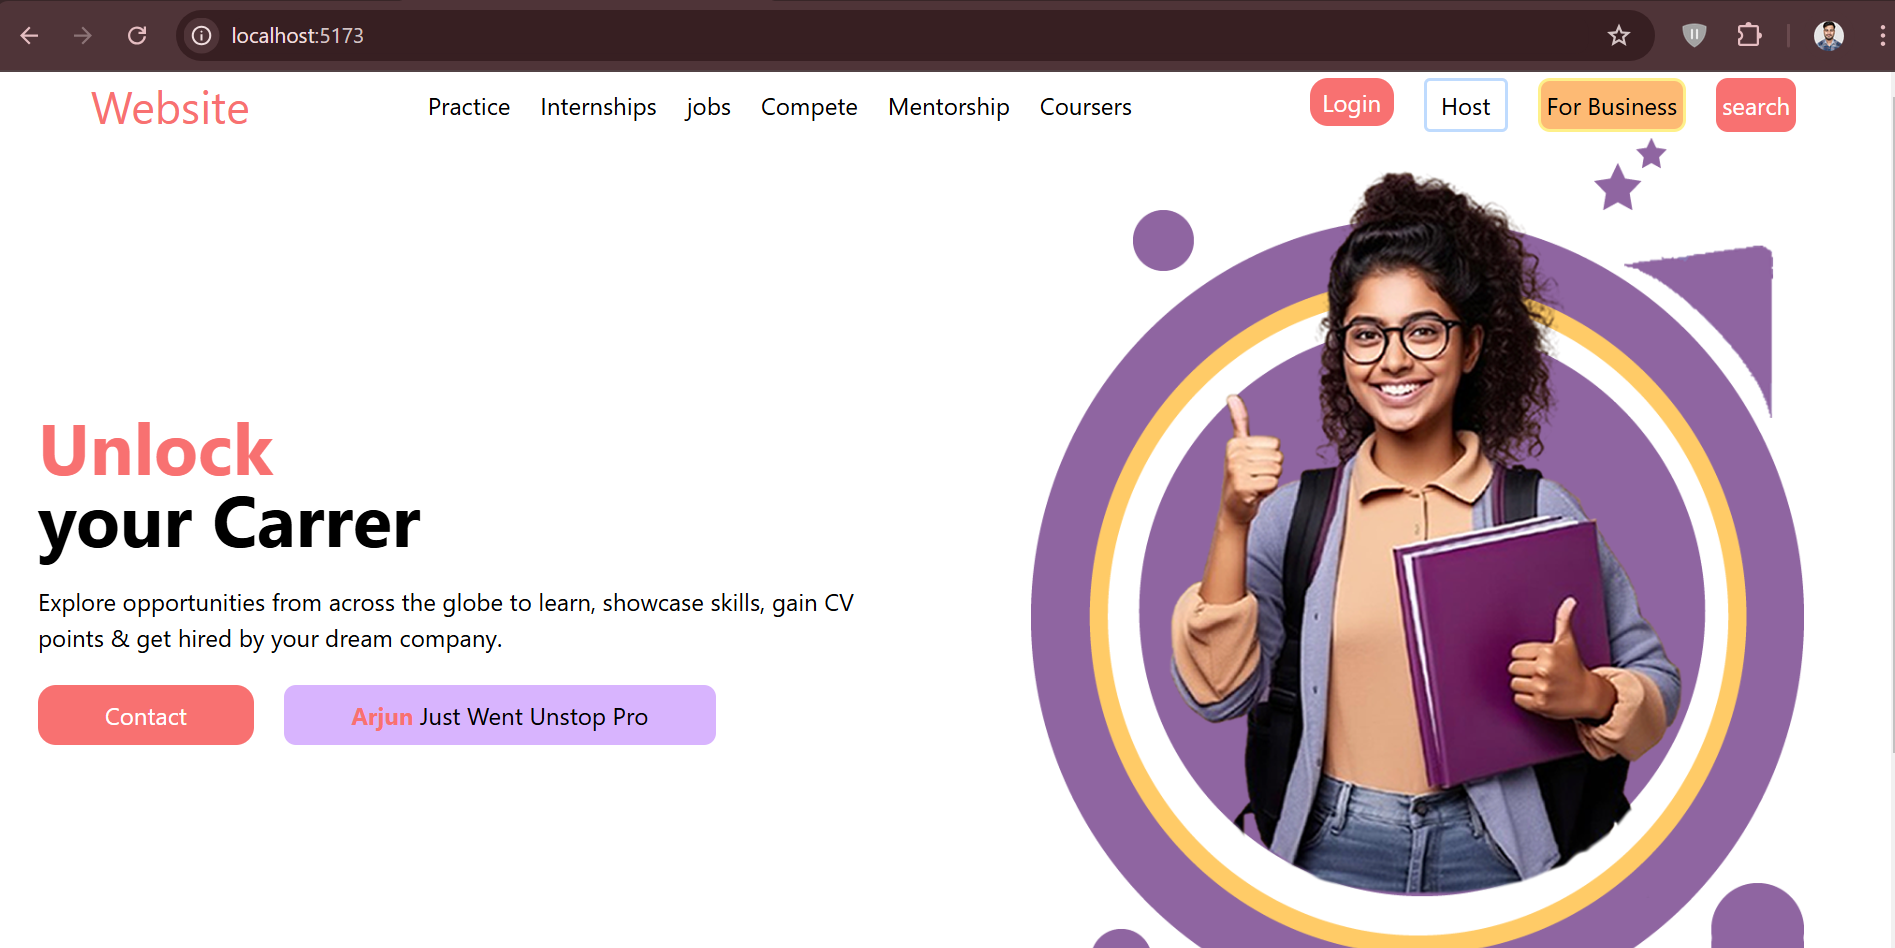 localhost:5173
Website
Practice Internships jobs Compete Mentorship Coursers
Login Host For Business search
Unlock
your Carrer
Explore opportunities from across the globe to learn, showcase skills, gain CV
points & get hired by your dream company.
Contact
Arjun Just Went Unstop Pro